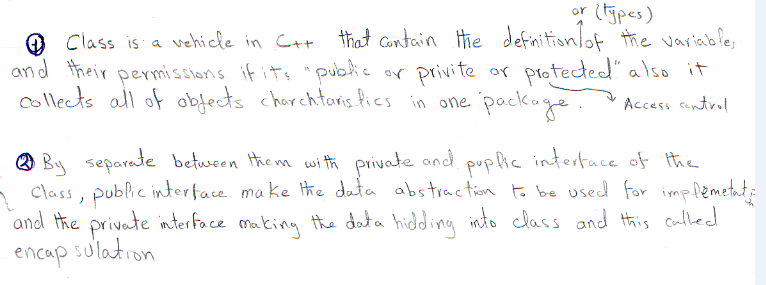 or (types)
① Class is a vehicle in C++ that contain the definition/of the variables
and their permissions if its "public or privite or protected" also it
collects all of objects charchtaristics in one package. Access control
② By separate between them with private and puplic interface of the
class, public interface make the data abstraction to be used for implemetation
and the private interface making the data hidding into class and this called
encapsulation